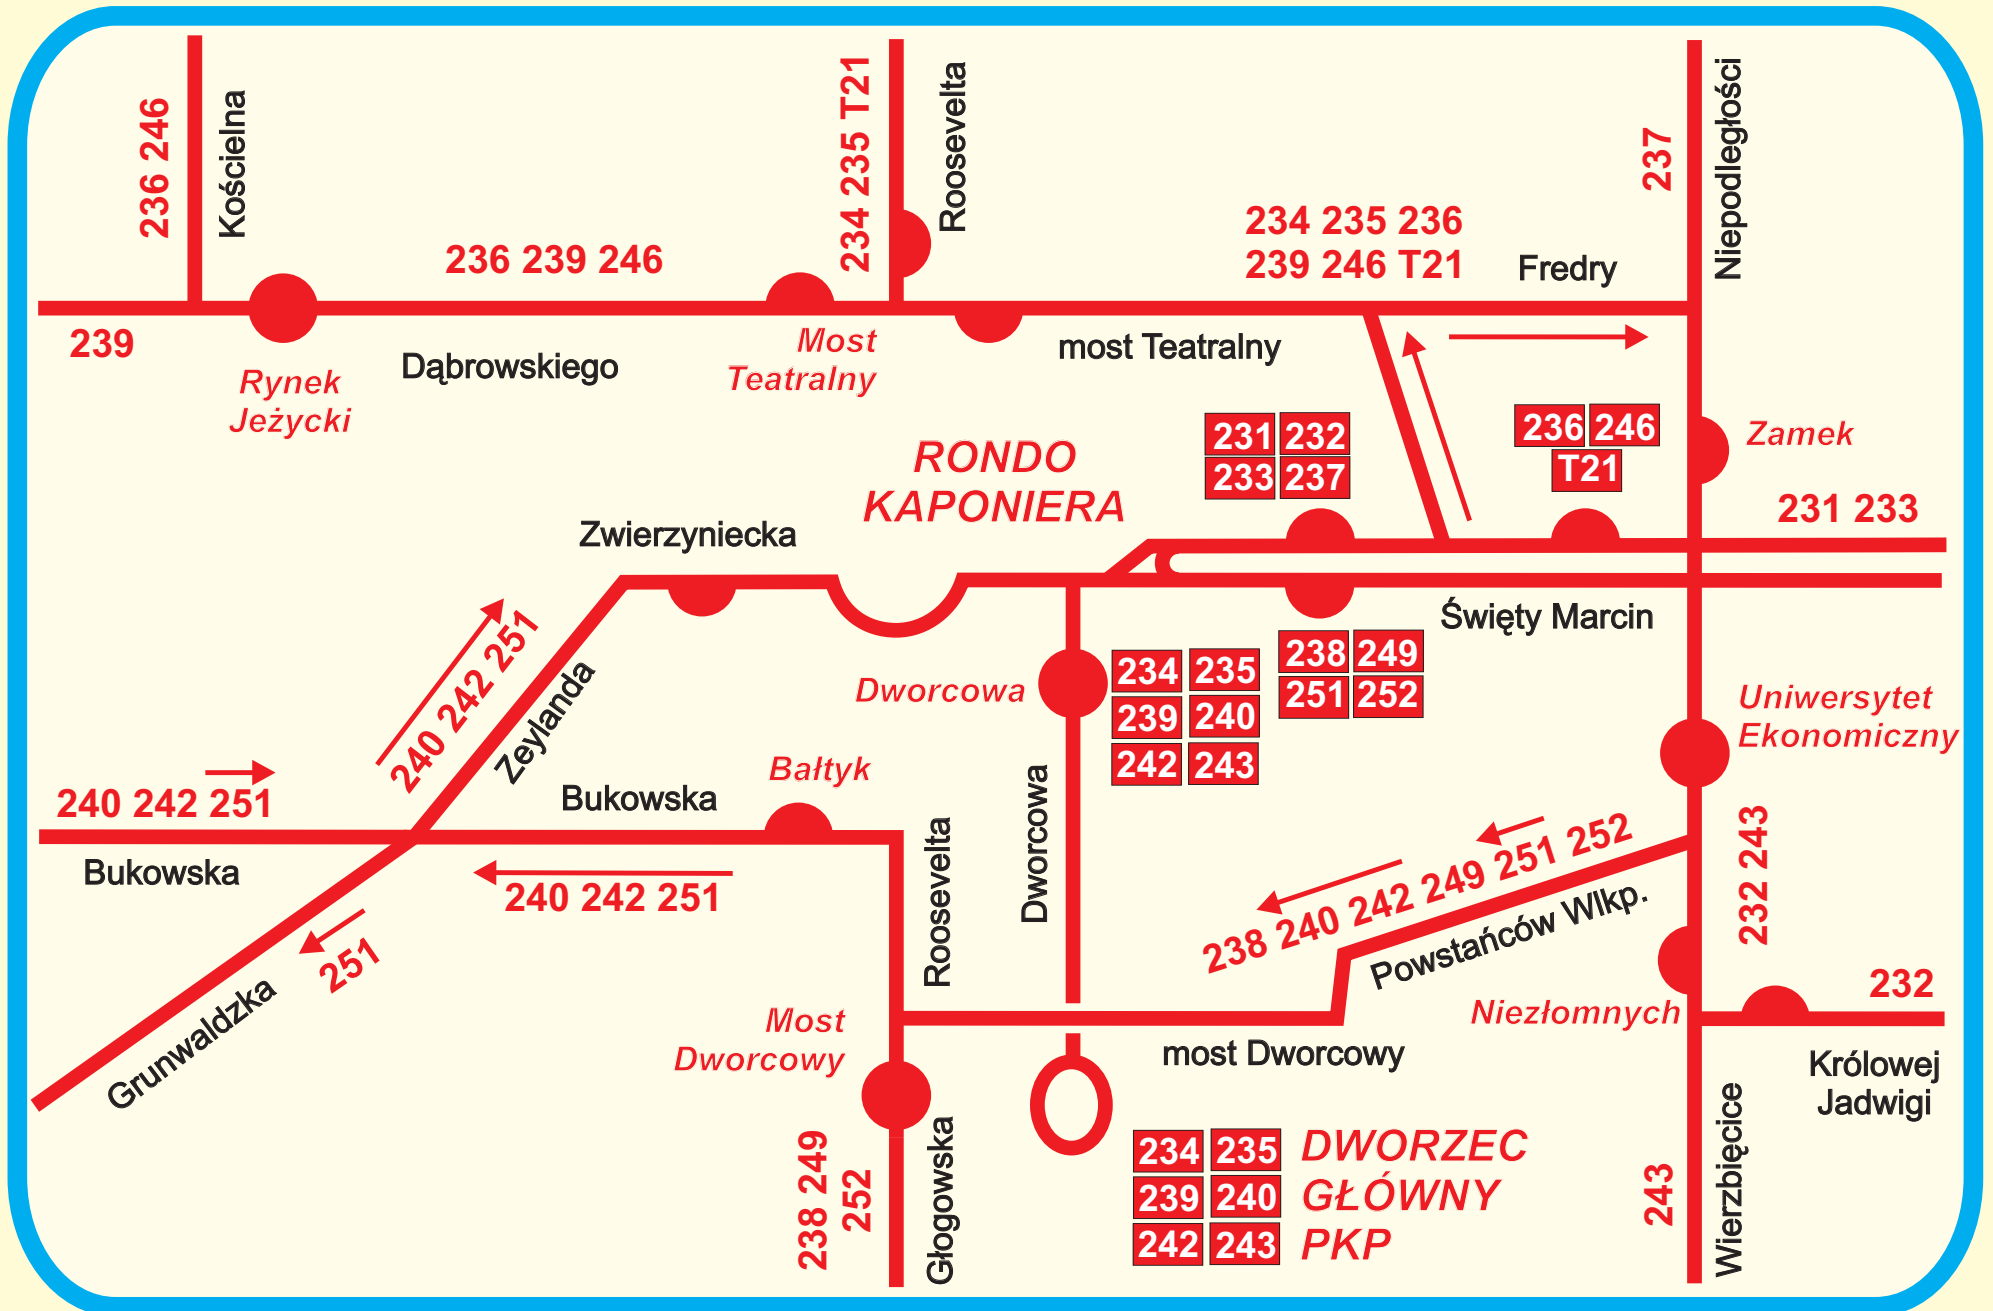 236 246
Kościelna
234 235 T21
Roosevelta
237
Niepodległości
234 235 236
239 246 T21
Fredry
236 239 246
239
Rynek
Jeżycki
Dąbrowskiego
Most
Teatralny
most Teatralny
RONDO
KAPONIERA
231 232
233 237
236 246
T21
Zamek
231 233
Zwierzyniecka
Święty Marcin
240 242 251
Zeylanda
Dworcowa
234 235
239 240
242 243
238 249
251 252
Uniwersytet
Ekonomiczny
240 242 251
Bukowska
Bukowska
Bałtyk
240 242 251
Roosevelta
Dworcowa
238 240 242 249 251 252
Powstańców Wlkp.
232 243
251
Grunwaldzka
Most
Dworcowy
most Dworcowy
Niezłomnych
232
Królowej
Jadwigi
238 249
252
Głogowska
234 235
239 240
242 243
DWORZEC
GŁÓWNY
PKP
243
Wierzbięcice